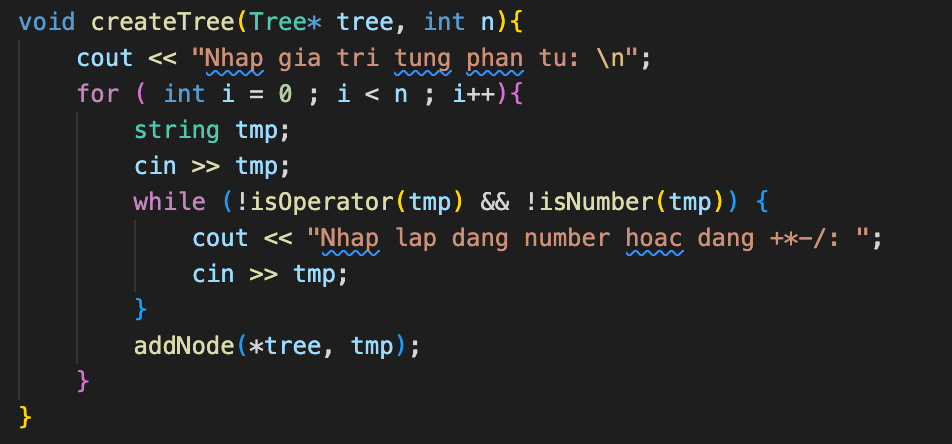 void createTree(Tree* tree, int n){
    cout << "Nhap gia tri tung phan tu: \n";
    for ( int i = 0 ; i < n ; i++){
        string tmp;
        cin >> tmp;
        while (!isOperator(tmp) && !isNumber(tmp)) {
            cout << "Nhap lap dang number hoac dang +*-/: ";
            cin >> tmp;
        }
        addNode(*tree, tmp);
    }
}